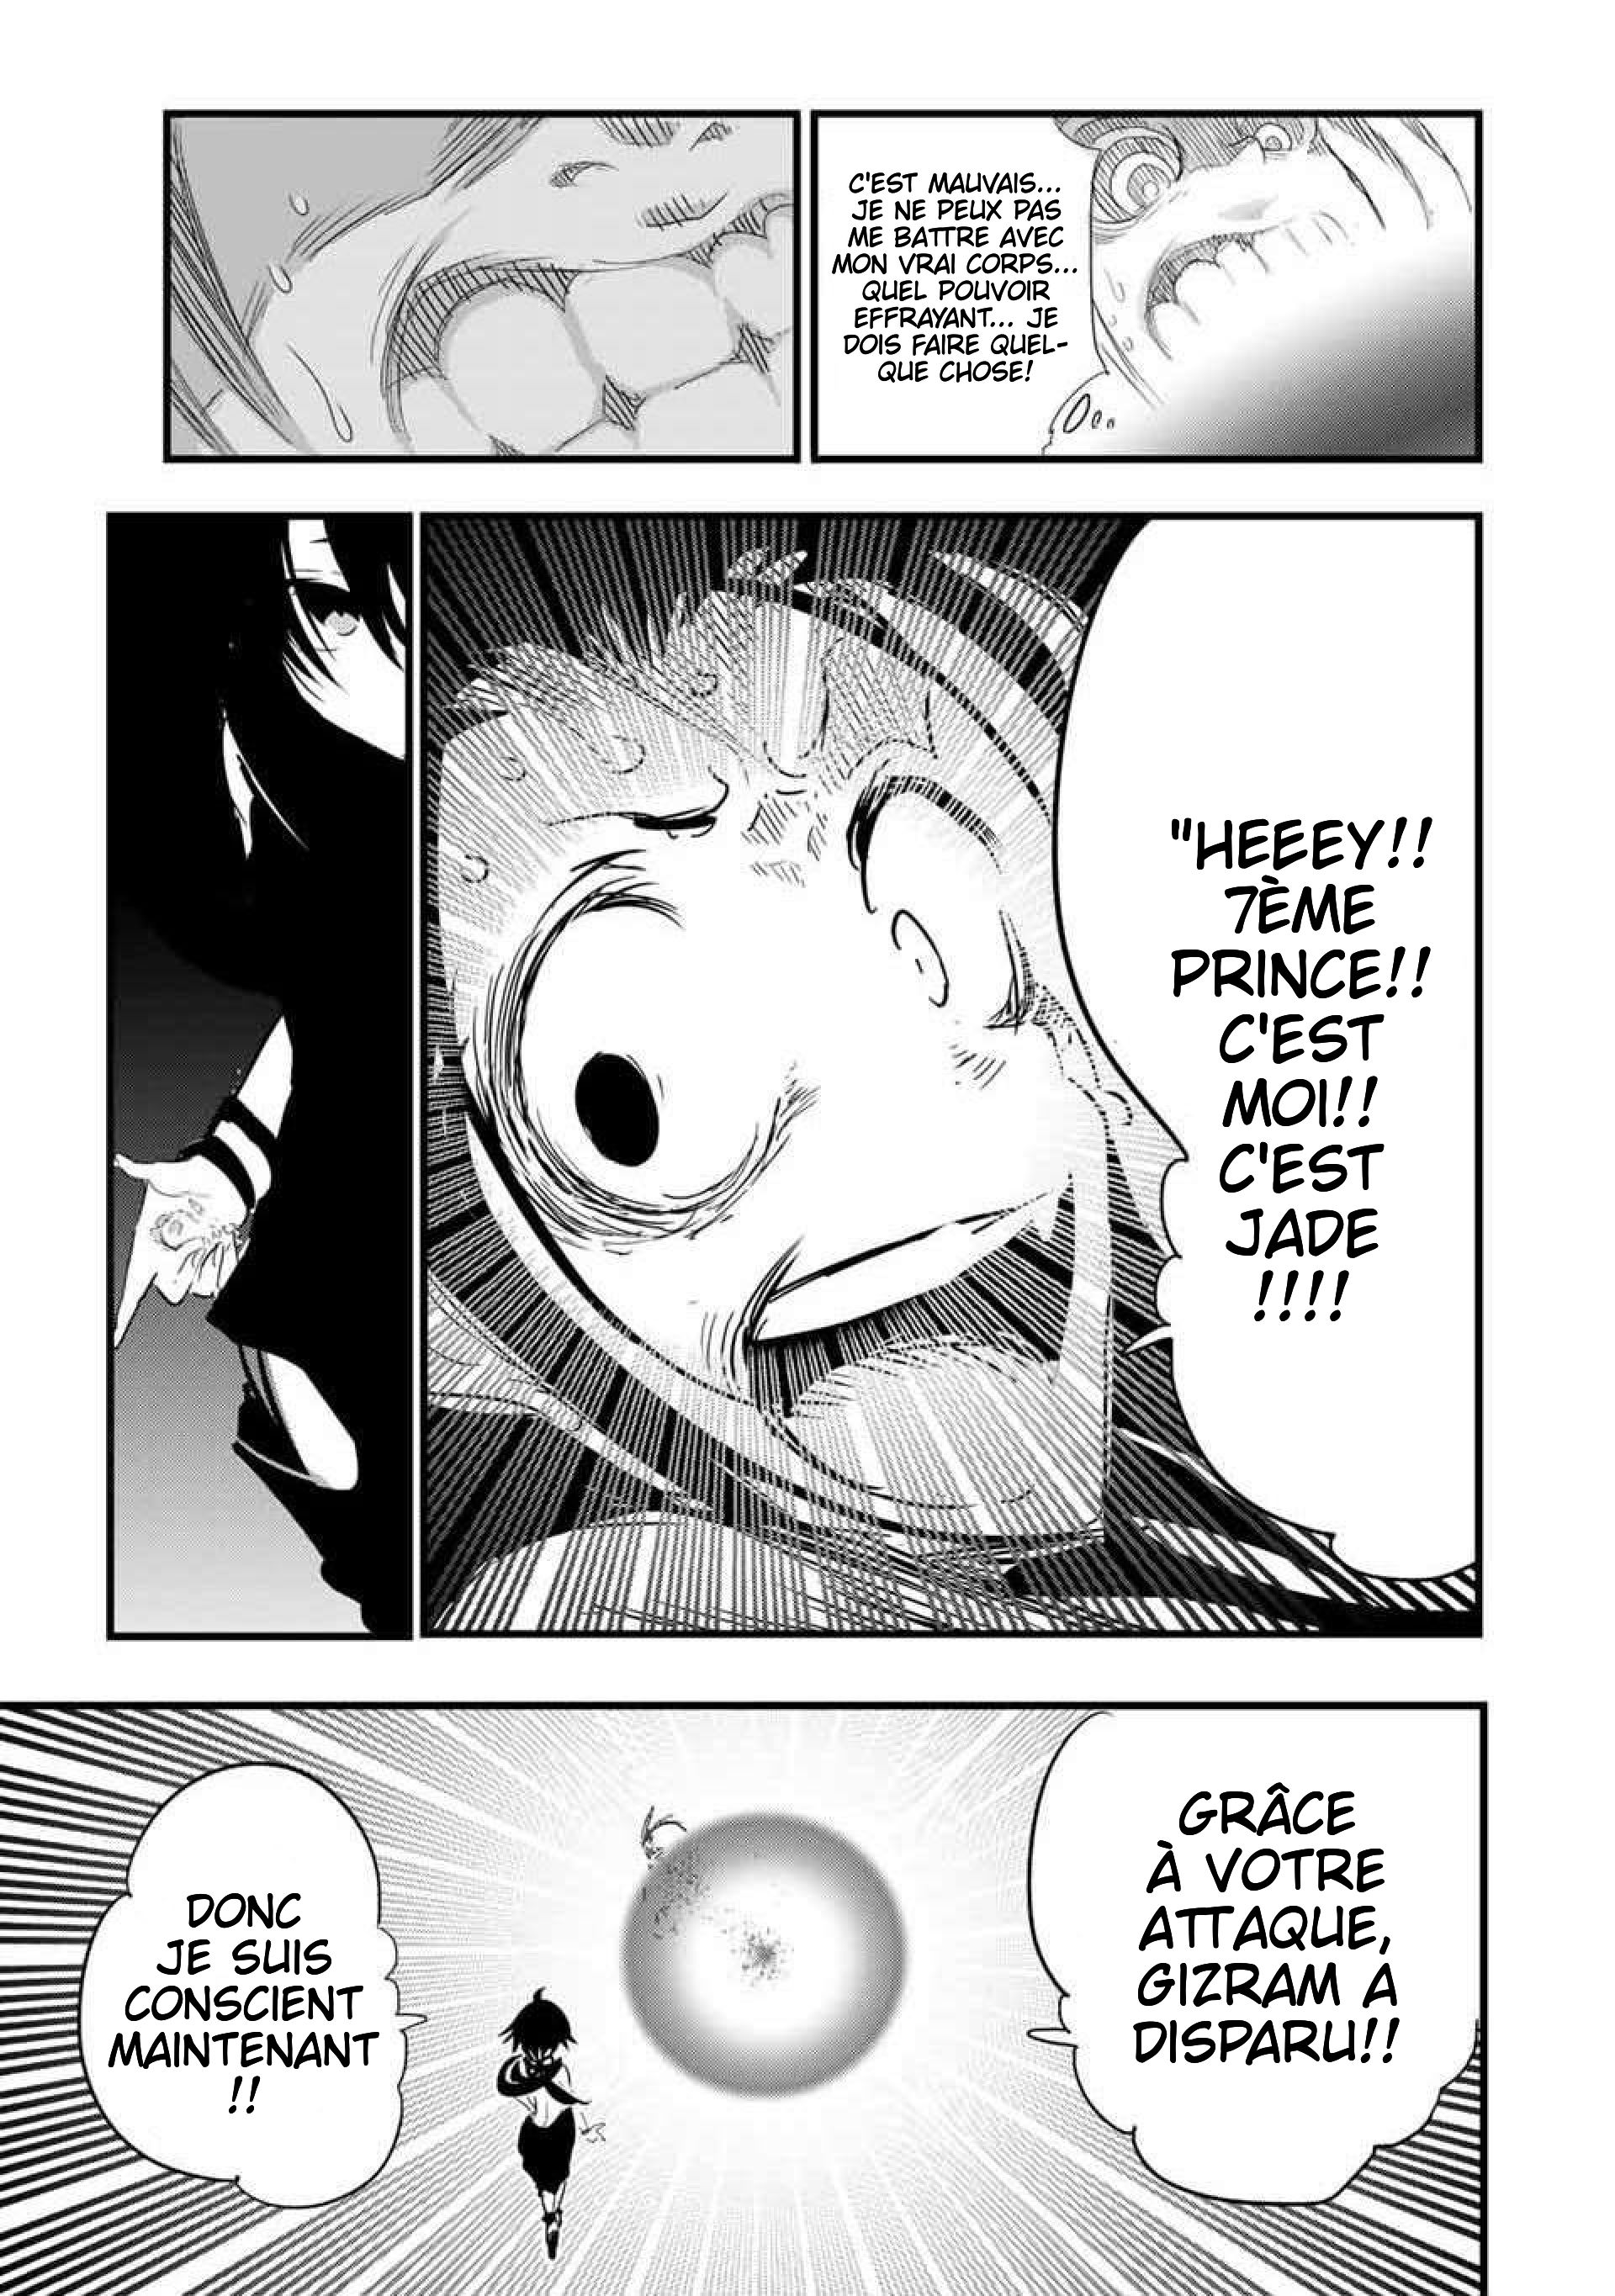 C'EST MAUVAIS...
JE NE PEUX PAS
ME BATTRE AVEC
MON VRAI CORPS...
QUEL POUVOIR
EFFRAYANT... JE
DOIS FAIRE QUEL-
QUE CHOSE!
"HEEEY!!
7ÈME
PRINCE!!
C'EST
MOI!!
C'EST
JADE
!!!!
GRÂCE
À VOTRE
ATTAQUE,
GIZRAM A
DISPARU!!
DONC
JE SUIS
CONSCIENT
MAINTENANT
!!